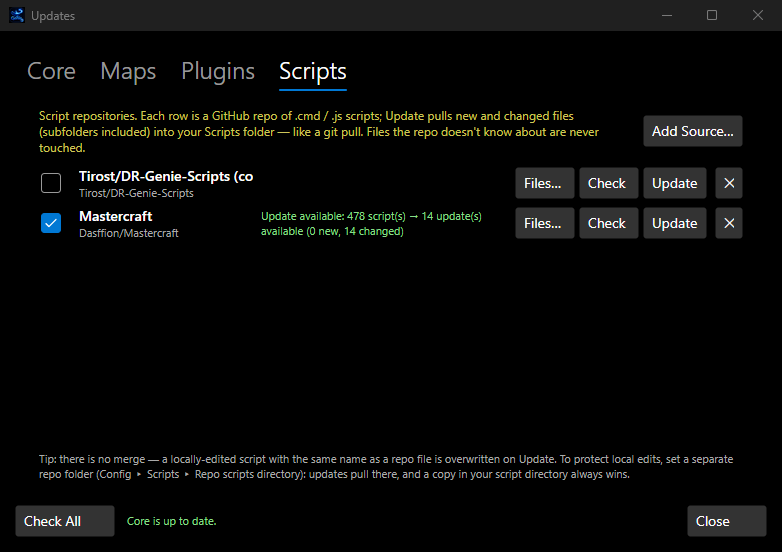 Updates
Core Maps Plugins Scripts
Script repositories. Each row is a GitHub repo of .cmd / .js scripts; Update pulls new and changed files
(subfolders included) into your Scripts folder — like a git pull. Files the repo doesn't know about are never
touched.
Add Source...
Tirost/DR-Genie-Scripts (co
Tirost/DR-Genie-Scripts
Files... Check Update
Mastercraft
Dasffion/Mastercraft
Update available: 478 script(s) → 14 update(s)
available (0 new, 14 changed)
Files... Check Update
Tip: there is no merge — a locally-edited script with the same name as a repo file is overwritten on Update. To protect local edits, set a separate
repo folder (Config ‣ Scripts ‣ Repo scripts directory): updates pull there, and a copy in your script directory always wins.
Check All
Core is up to date.
Close